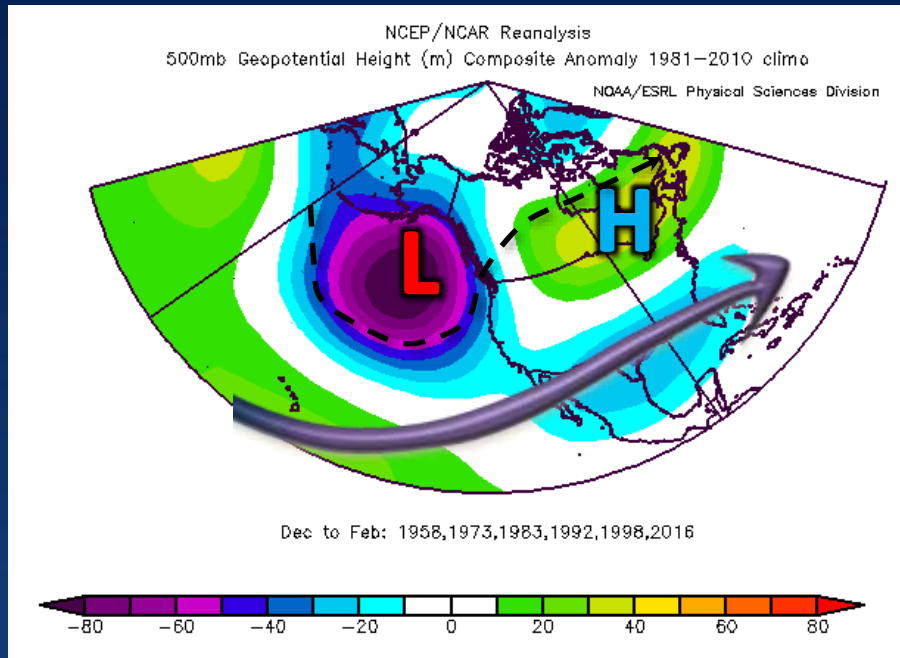 NCEP/NCAR Reanalysis
500mb Geopotential Height (m) Composite Anomaly 1981-2010 climo
NOAA/ESRL Physical Sciences Division
H
L
Dec to Feb: 1958,1973,1983,1992,1998,2016
-80 -60 -40 -20 0 20 40 60 80